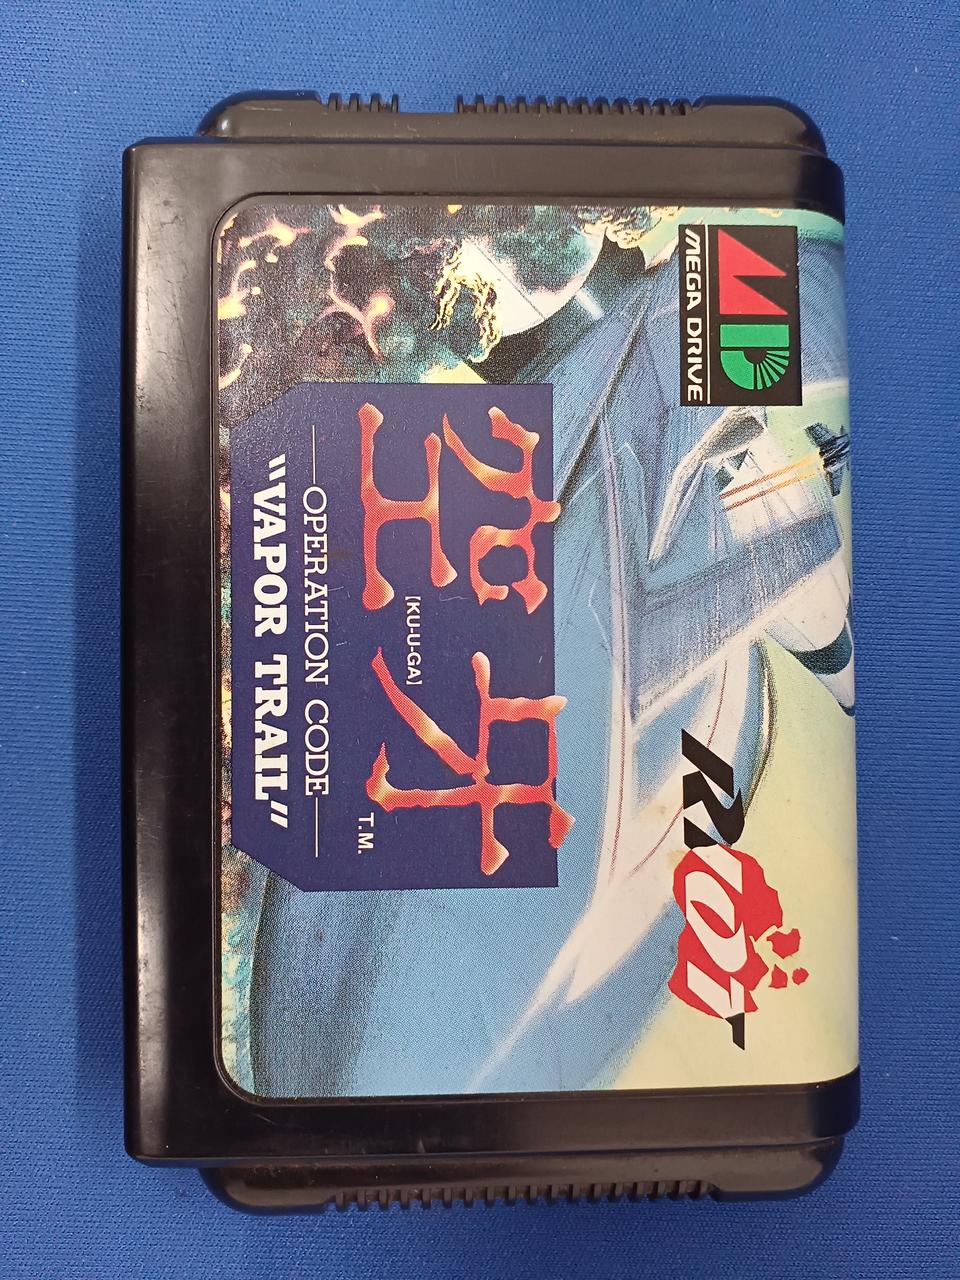 MEGA DRIVE
RIOT
空牙
[KU-U-GA]
T.M.
OPERATION CODE
"VAPOR TRAIL"